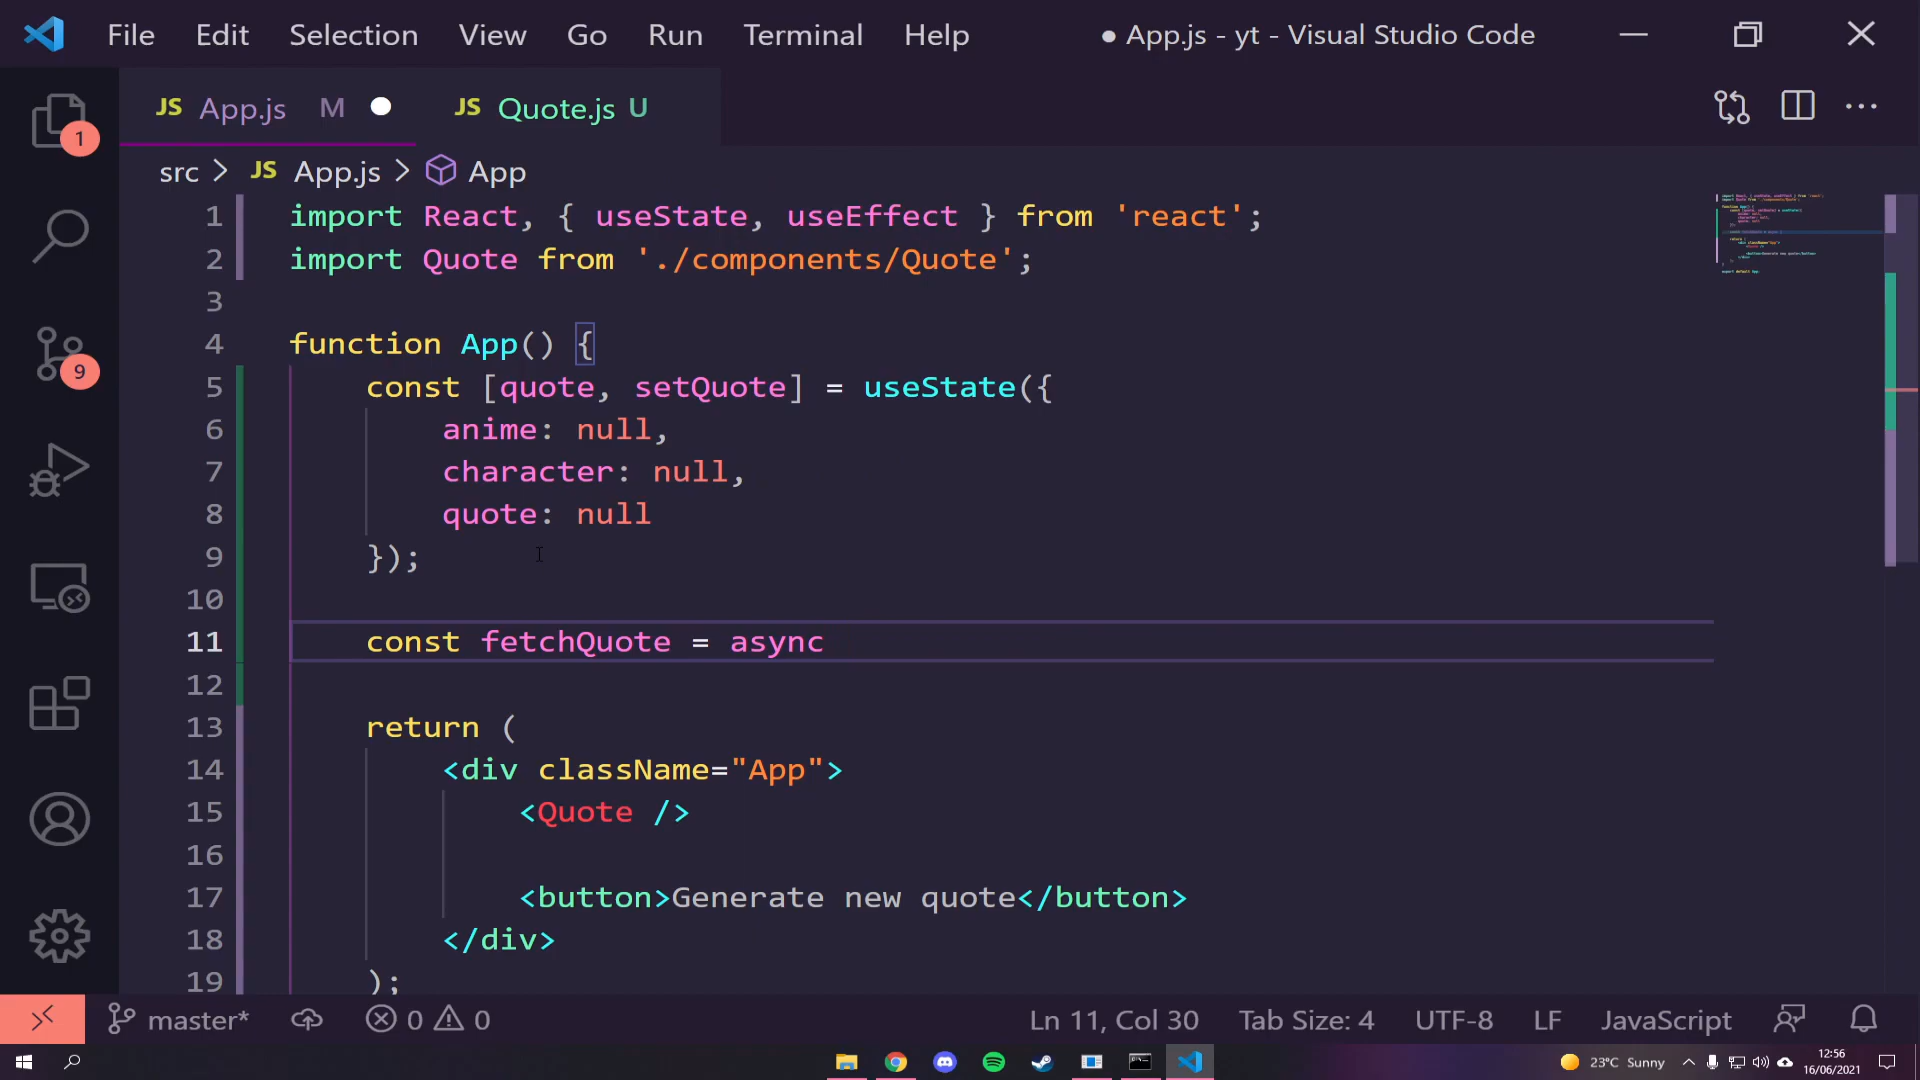 File Edit Selection View Go Run Terminal Help ● App.js - yt - Visual Studio Code
JS App.js M ● JS Quote.js U
src > JS App.js > App
1 import React, { useState, useEffect } from 'react';
2 import Quote from './components/Quote';
3
4 function App() {
5 const [quote, setQuote] = useState({
6 anime: null,
7 character: null,
8 quote: null
9 });
10
11 const fetchQuote = async
12
13 return (
14 <div className="App">
15 <Quote />
16
17 <button>Generate new quote</button>
18 </div>
19 );
1
9
master* 0 0 Ln 11, Col 30 Tab Size: 4 UTF-8 LF JavaScript
23°C Sunny 12:56
16/06/2021